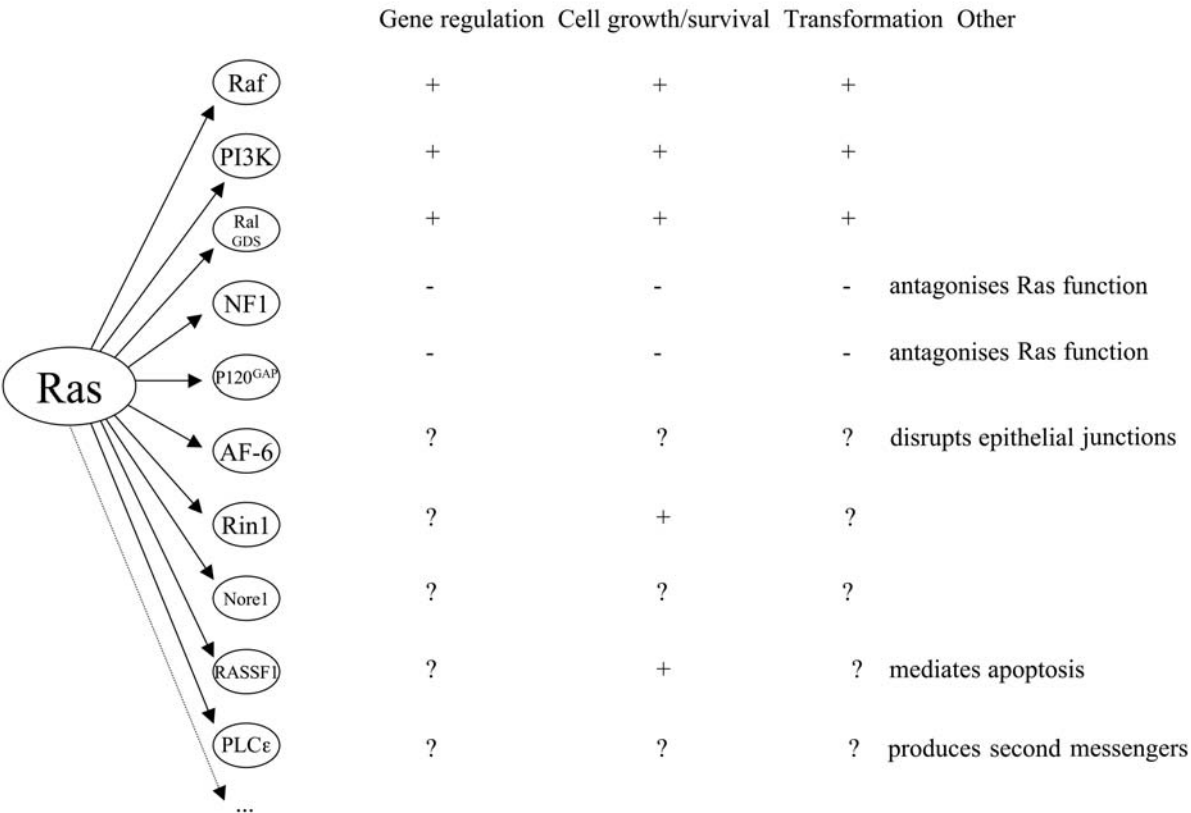 Gene regulation Cell growth/survival Transformation Other
Raf + + +
PI3K + + +
Ral
GDS + + +
NF1 - - - antagonises Ras function
P120GAP - - - antagonises Ras function
Ras
AF-6 ? ? ? disrupts epithelial junctions
Rin1 ? + ?
Nore1 ? ? ?
RASSF1 ? + ? mediates apoptosis
PLCε ? ? ? produces second messengers
...